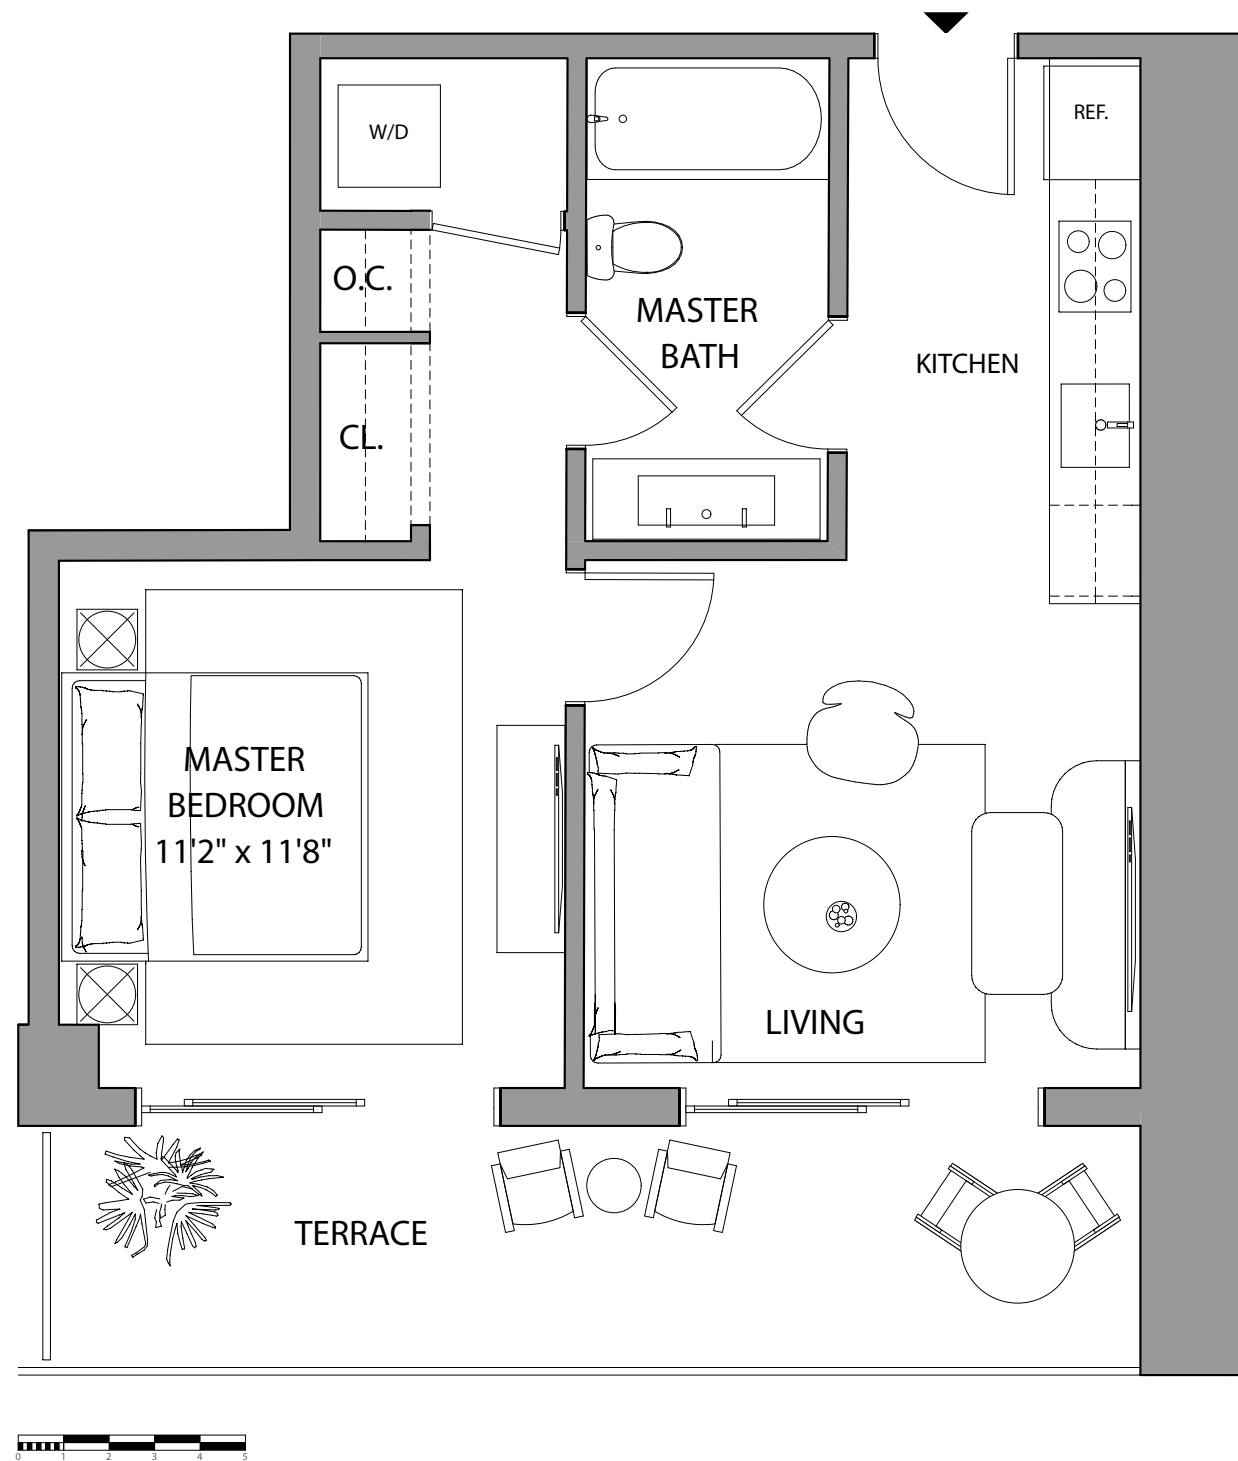 REF.
W/D
O.C.
MASTER
BATH
KITCHEN
CL.
MASTER
BEDROOM
11'2" x 11'8"
LIVING
TERRACE
0 1 2 3 4 5